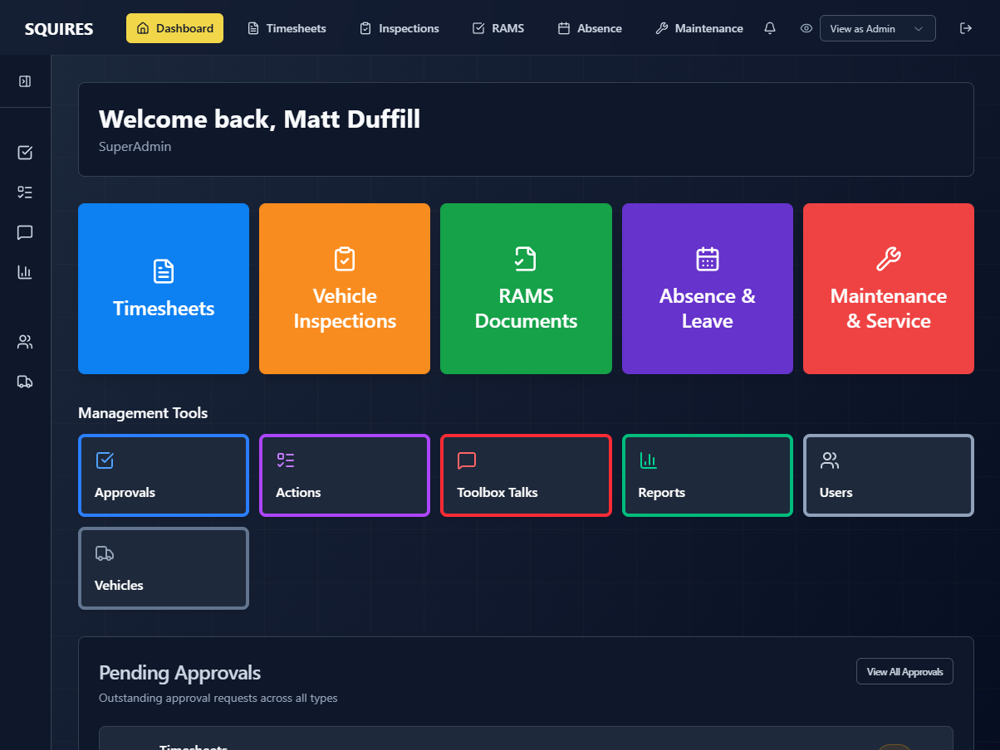 SQUIRES
Dashboard
Timesheets
Inspections
RAMS
Absence
Maintenance
View as Admin
Welcome back, Matt Duffill
SuperAdmin
Timesheets
Vehicle
Inspections
RAMS
Documents
Absence &
Leave
Maintenance
& Service
Management Tools
Approvals
Actions
Toolbox Talks
Reports
Users
Vehicles
Pending Approvals
View All Approvals
Outstanding approval requests across all types
Timesheets